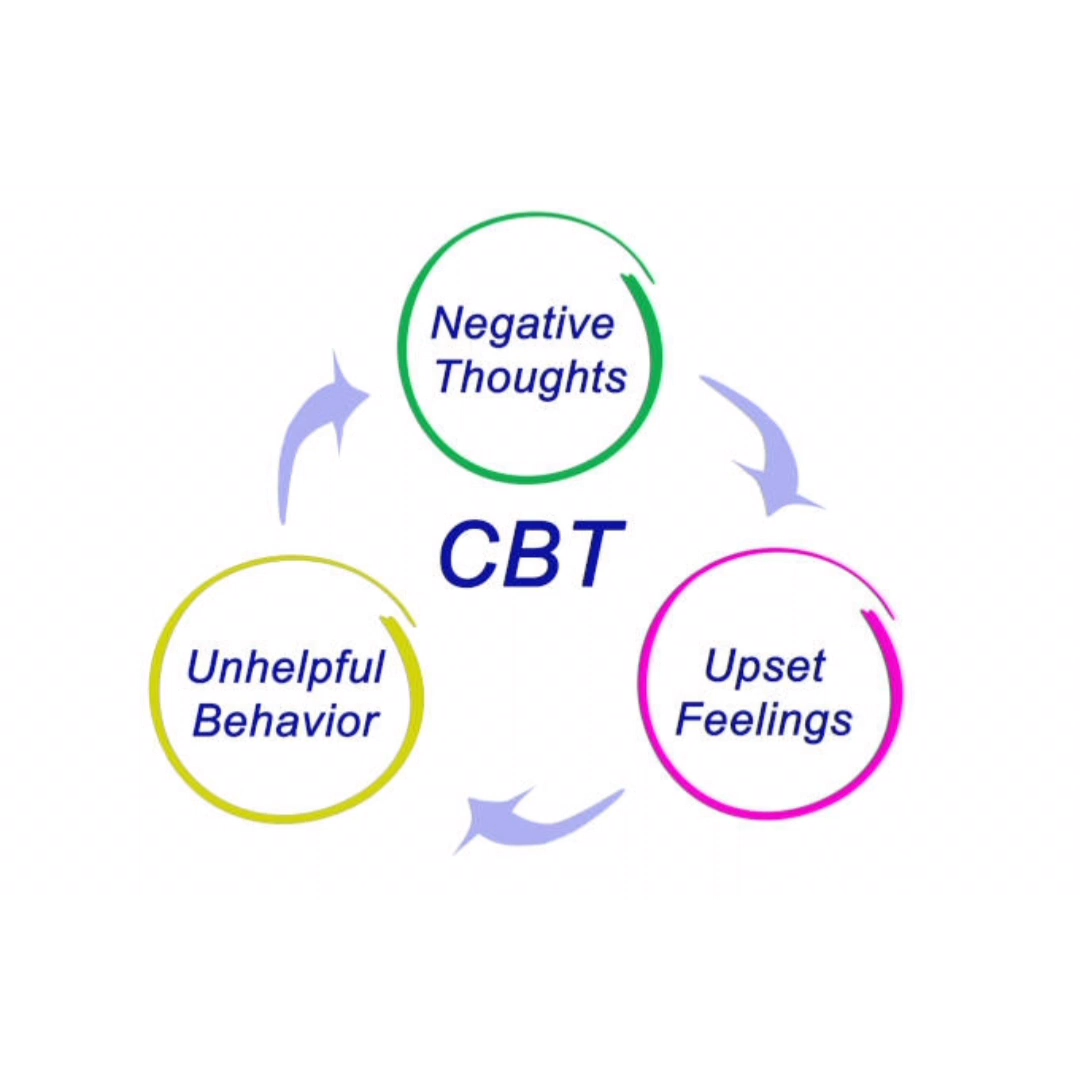 Negative
Thoughts
CBT
Unhelpful
Behavior
Upset
Feelings